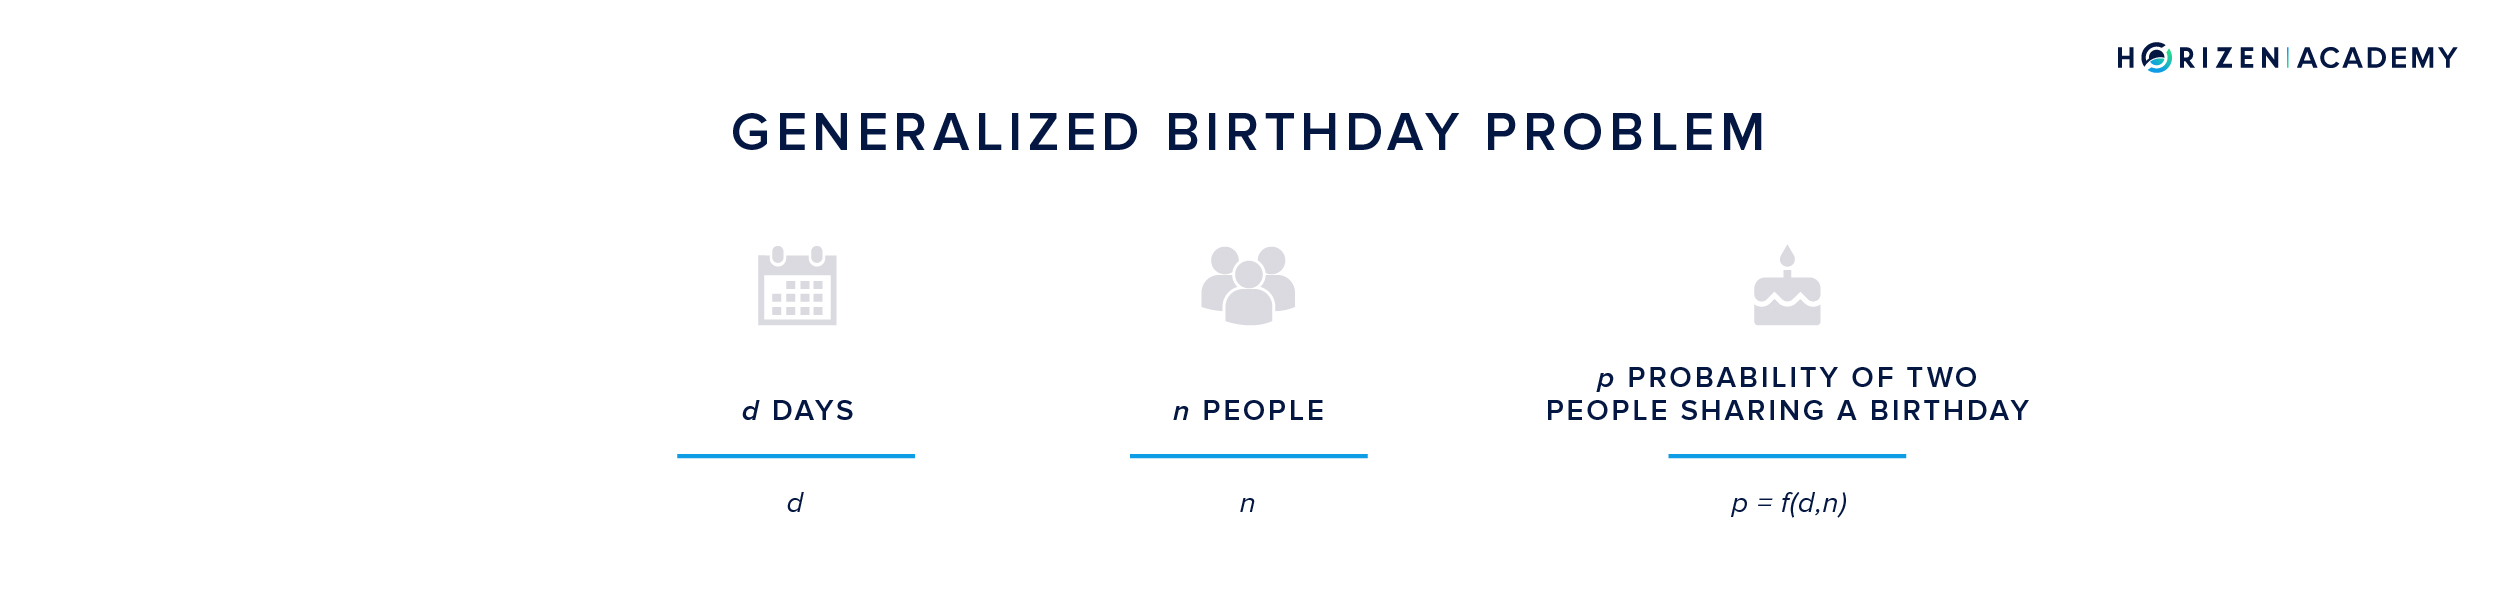 HORIZEN|ACADEMY
GENERALIZED BIRTHDAY PROBLEM
d DAYS
n PEOPLE
p PROBABILITY OF TWO
PEOPLE SHARING A BIRTHDAY
d
n
p = f(d,n)